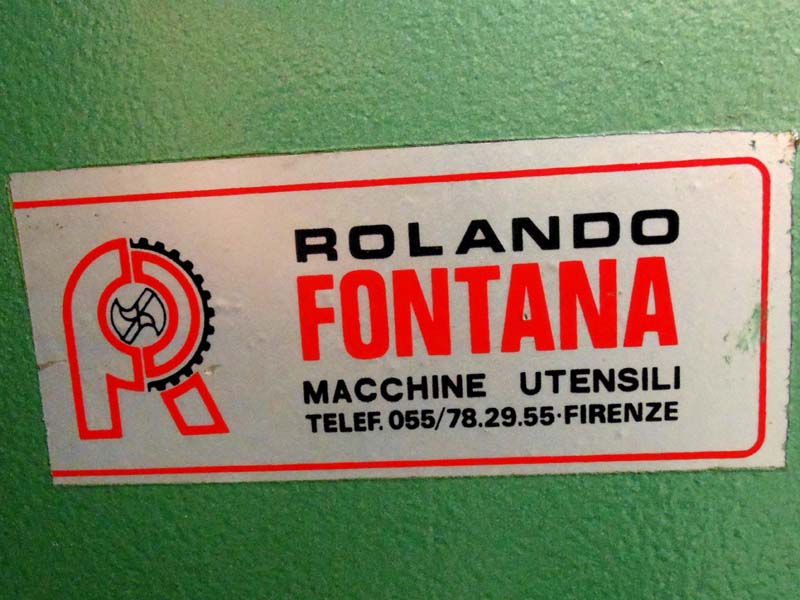 ROLANDO
FONTANA
MACCHINE UTENSILI
TELEF. 055/78.29.55·FIRENZE